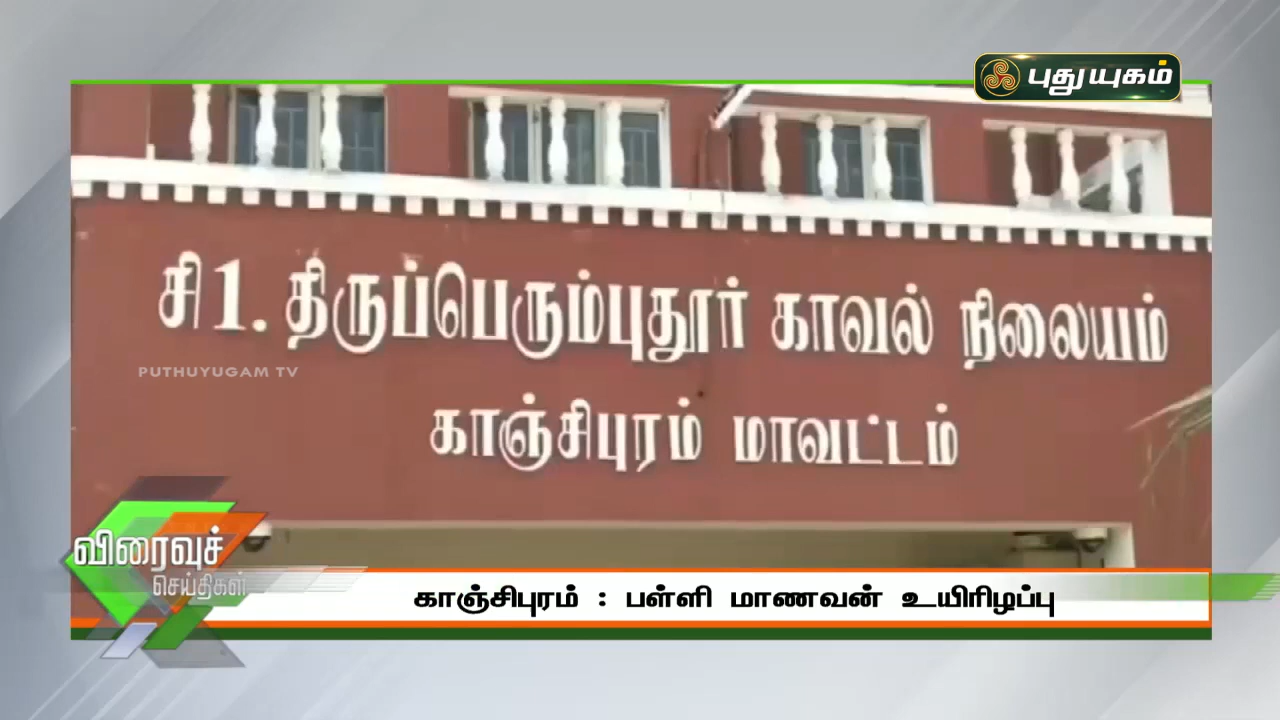 புதுயுகம்
சி 1. திருப்பெரும்புதூர் காவல் நிலையம்
PUTHUYUGAM TV
காஞ்சிபுரம் மாவட்டம்
விரைவுச்
செய்திகள்
காஞ்சிபுரம் : பள்ளி மாணவன் உயிரிழப்பு